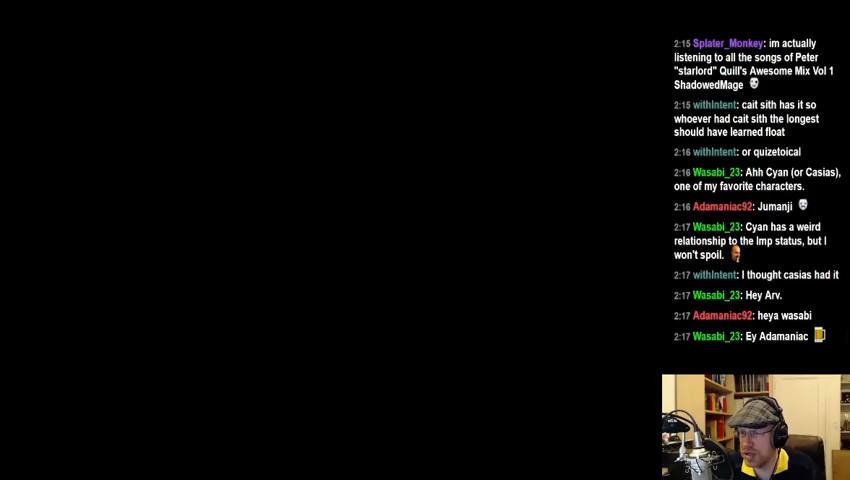 2:15 Splater_Monkey: im actually
listening to all the songs of Peter
"starlord" Quill's Awesome Mix Vol 1
ShadowedMage
2:15 withIntent: cait sith has it so
whoever had cait sith the longest
should have learned float
2:16 withIntent: or quizetoical
2:16 Wasabi_23: Ahh Cyan (or Casias),
one of my favorite characters.
2:16 Adamaniac92: Jumanji
2:17 Wasabi_23: Cyan has a weird
relationship to the Imp status, but I
won't spoil.
2:17 withIntent: I thought casias had it
2:17 Wasabi_23: Hey Arv.
2:17 Adamaniac92: heya wasabi
2:17 Wasabi_23: Ey Adamaniac